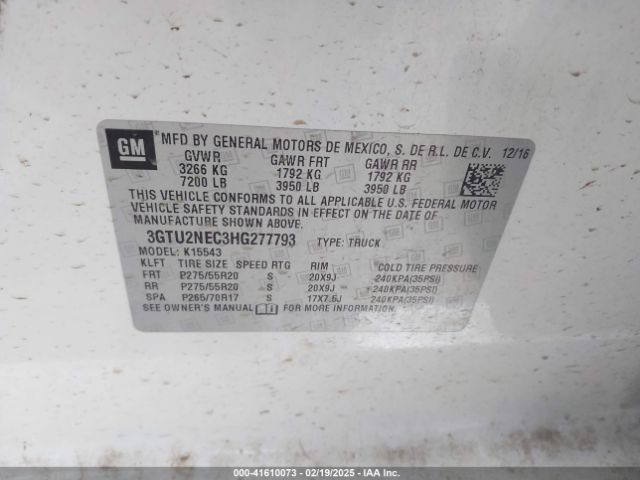 GM ® MFD BY GENERAL MOTORS DE MEXICO, S. DE R.L. DE C.V. 12/16
GVWR GAWR FRT GAWR RR
3266 KG 1792 KG 1792 KG
7200 LB 3950 LB 3950 LB
THIS VEHICLE CONFORMS TO ALL APPLICABLE U.S. FEDERAL MOTOR
VEHICLE SAFETY STANDARDS IN EFFECT ON THE DATE OF
MANUFACTURE SHOWN ABOVE.
3GTU2NEC3HG277793 TYPE: TRUCK
MODEL: K15543
KLFT TIRE SIZE SPEED RTG RIM COLD TIRE PRESSURE
FRT P275/55R20 S 20X9J 240KPA(35PSI)
RR P275/55R20 S 20X9J 240KPA(35PSI)
SPA P265/70R17 S 17X7.5J 240KPA(35PSI)
SEE OWNER'S MANUAL FOR MORE INFORMATION.
000-41610073 - 02/19/2025 - IAA, Inc.